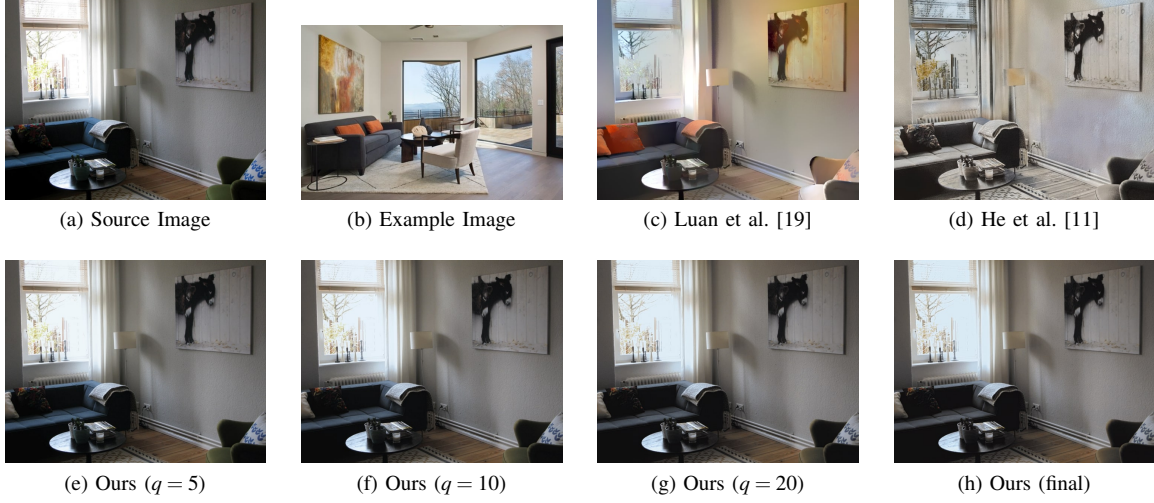 (a) Source Image
(b) Example Image
(c) Luan et al. [19]
(d) He et al. [11]
(e) Ours (q = 5)
(f) Ours (q = 10)
(g) Ours (q = 20)
(h) Ours (final)